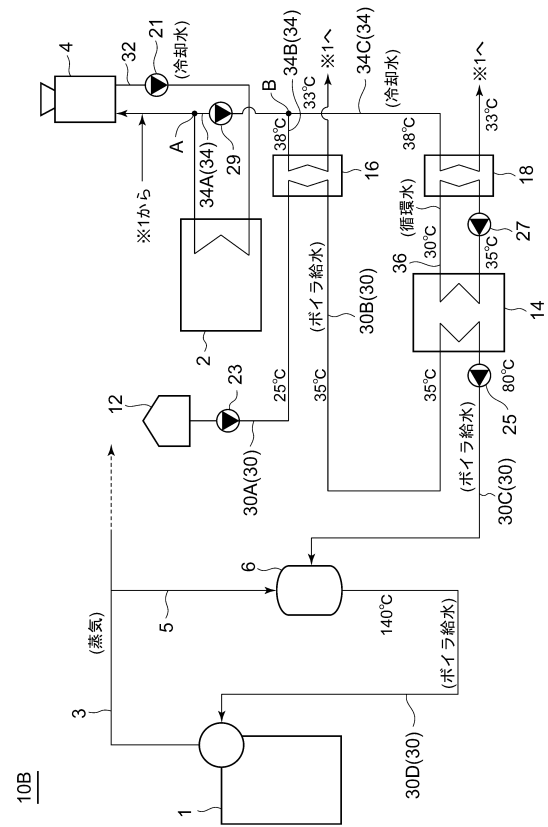 10B
4
3
(蒸気)
12
32
21
※1から
(冷却水)
5
A
1
2
34A(34)
29
23
6
30A(30)
B
25℃
38℃
34B(34)
33℃
35℃
(ボイラ給水)
※1へ
30B(30)
34C(34)
16
140℃
(冷却水)
36
(循環水)
38℃
30D(30)
35℃
30℃
(ボイラ給水)
(ボイラ給水)
※1へ
35℃
33℃
30C(30)
80℃
25
27
18
14